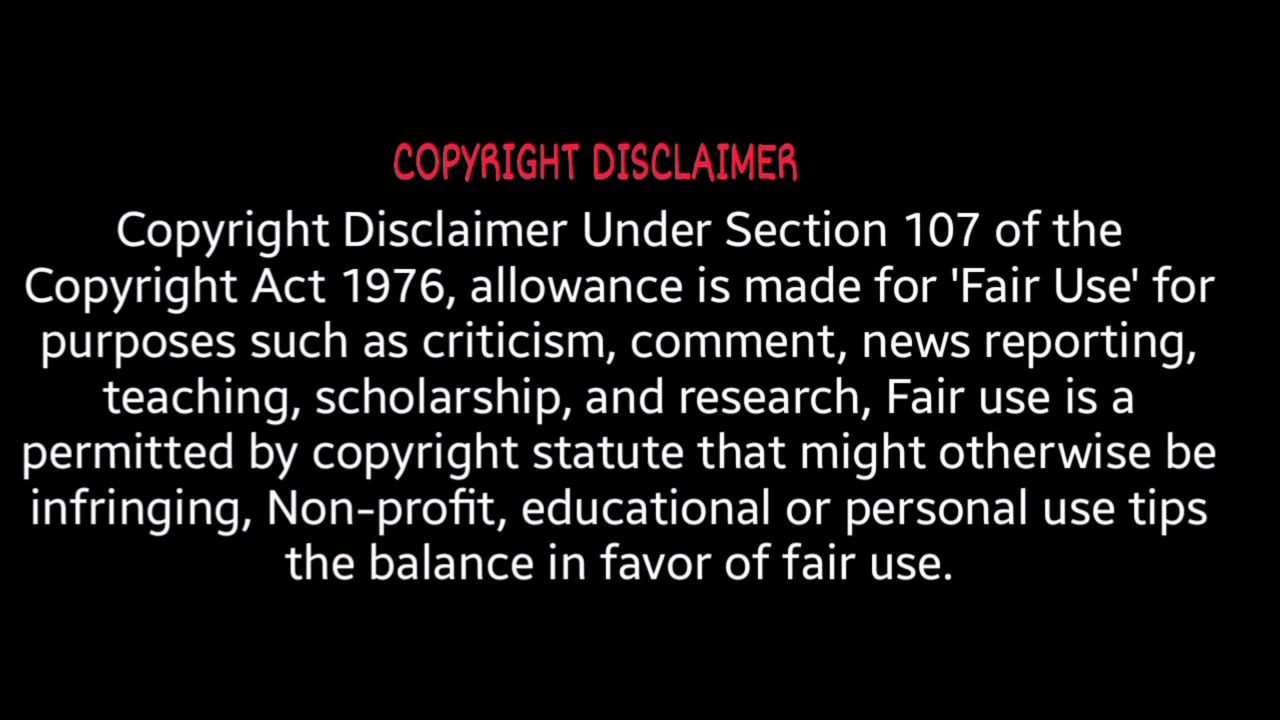 COPYRIGHT DISCLAIMER
Copyright Disclaimer Under Section 107 of the
Copyright Act 1976, allowance is made for 'Fair Use' for
purposes such as criticism, comment, news reporting,
teaching, scholarship, and research, Fair use is a
permitted by copyright statute that might otherwise be
infringing, Non-profit, educational or personal use tips
the balance in favor of fair use.